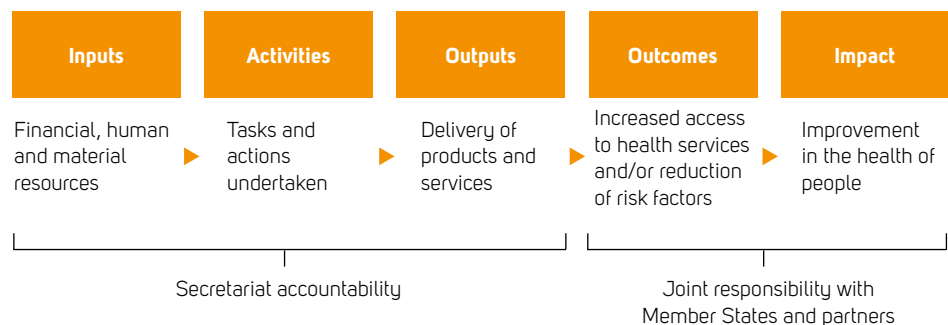 Inputs
Activities
Outputs
Outcomes
Impact
Financial, human
and material
resources
Tasks and
actions
undertaken
Delivery of
products and
services
Increased access
to health services
and/or reduction
of risk factors
Improvement
in the health of
people
Secretariat accountability
Joint responsibility with
Member States and partners